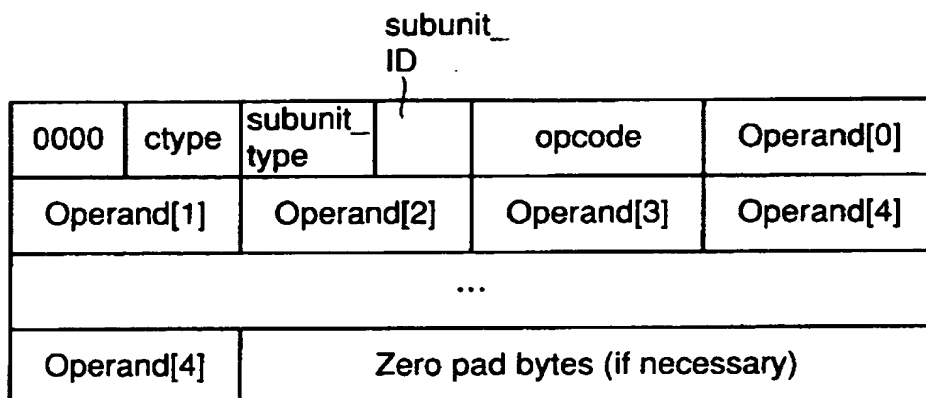 subunit_
ID
0000 ctype subunit_ opcode Operand[0]
type
Operand[1] Operand[2] Operand[3] Operand[4]
...
Operand[4] Zero pad bytes (if necessary)